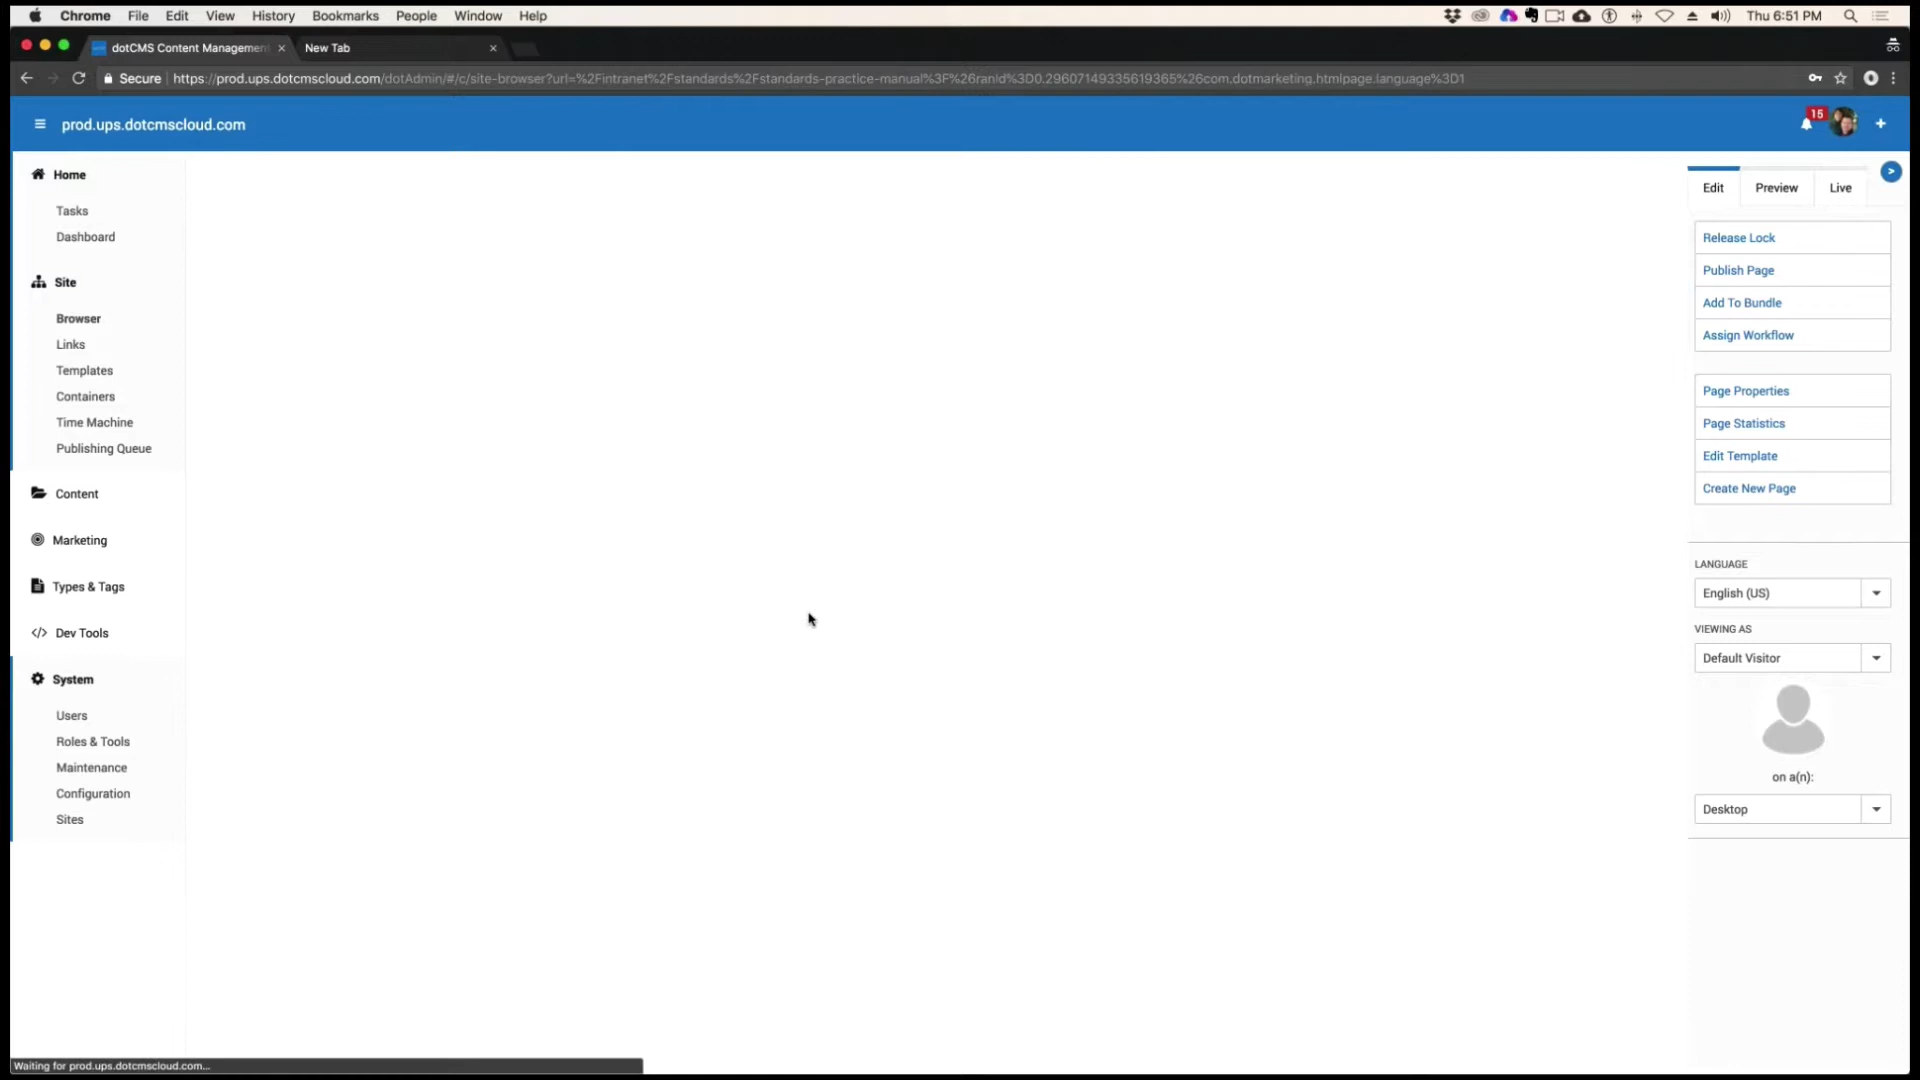 Chrome File Edit View History Bookmarks People Window Help Thu 6:51 PM
dotCMS Content Managemen New Tab
Secure https://prod.ups.dotcmscloud.com/dotAdmin/#/c/site-browser?url=%2Fintranet%2Fstandards%2Fstandards-practice-manual%3F%26ranId%3D0.29607149335619365%26com.dotmarketing.htmlpage.language%3D1
prod.ups.dotcmscloud.com 15
Home
Tasks
Dashboard
Site
Browser
Links
Templates
Containers
Time Machine
Publishing Queue
Content
Marketing
Types & Tags
Dev Tools
System
Users
Roles & Tools
Maintenance
Configuration
Sites
Edit Preview Live
Release Lock
Publish Page
Add To Bundle
Assign Workflow
Page Properties
Page Statistics
Edit Template
Create New Page
LANGUAGE
English (US)
VIEWING AS
Default Visitor
on a(n):
Desktop
Waiting for prod.ups.dotcmscloud.com...